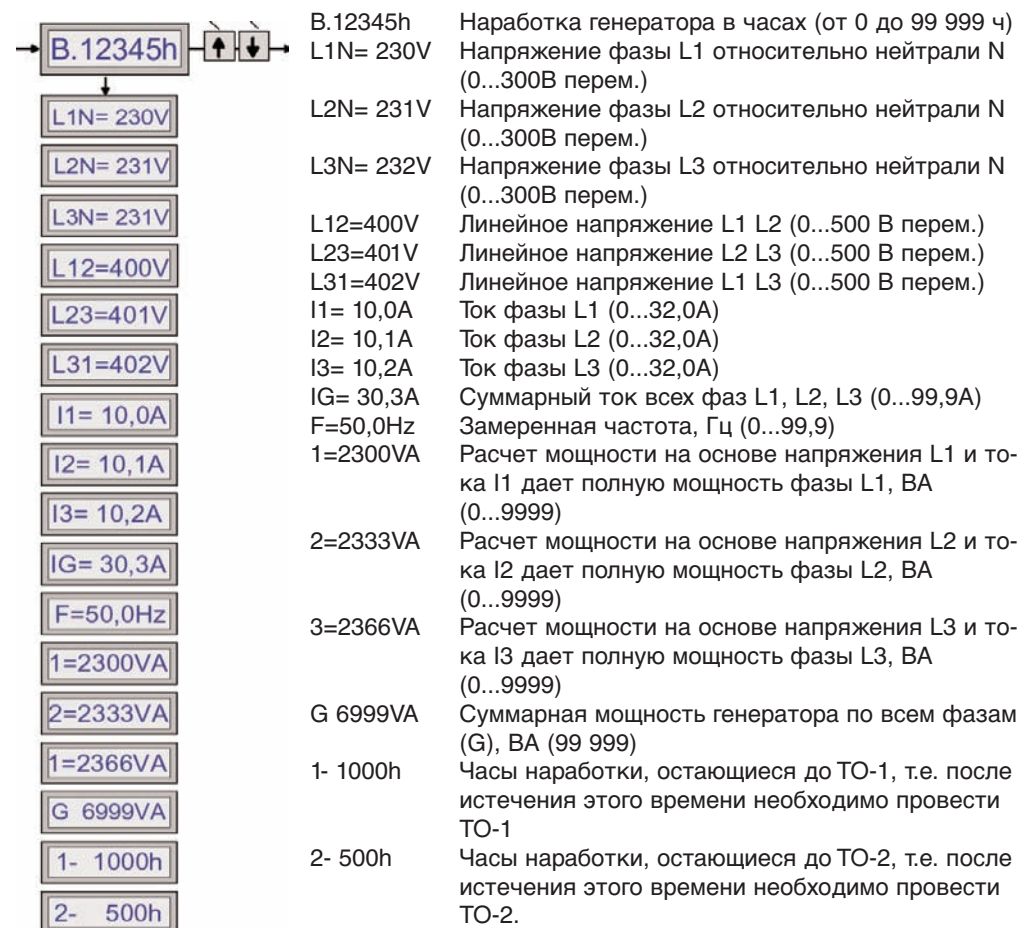 B.12345h
L1N= 230V
L2N= 231V
L3N= 231V
L12=400V
L23=401V
L31=402V
I1= 10,0A
I2= 10,1A
I3= 10,2A
IG= 30,3A
F=50,0Hz
1=2300VA
2=2333VA
1=2366VA
G 6999VA
1- 1000h
2- 500h
B.12345h Наработка генератора в часах (от 0 до 99 999 ч)
L1N= 230V Напряжение фазы L1 относительно нейтрали N
(0...300В перем.)
L2N= 231V Напряжение фазы L2 относительно нейтрали N
(0...300В перем.)
L3N= 232V Напряжение фазы L3 относительно нейтрали N
(0...300В перем.)
L12=400V Линейное напряжение L1 L2 (0...500 В перем.)
L23=401V Линейное напряжение L2 L3 (0...500 В перем.)
L31=402V Линейное напряжение L1 L3 (0...500 В перем.)
I1= 10,0A Ток фазы L1 (0...32,0А)
I2= 10,1A Ток фазы L2 (0...32,0А)
I3= 10,2A Ток фазы L3 (0...32,0А)
IG= 30,3A Суммарный ток всех фаз L1, L2, L3 (0...99,9А)
F=50,0Hz Замеренная частота, Гц (0...99,9)
1=2300VA Расчет мощности на основе напряжения L1 и то-
ка I1 дает полную мощность фазы L1, ВА
(0...9999)
2=2333VA Расчет мощности на основе напряжения L2 и то-
ка I2 дает полную мощность фазы L2, ВА
(0...9999)
3=2366VA Расчет мощности на основе напряжения L3 и то-
ка I3 дает полную мощность фазы L3, ВА
(0...9999)
G 6999VA Суммарная мощность генератора по всем фазам
(G), ВА (99 999)
1- 1000h Часы наработки, остающиеся до ТО-1, т.е. после
истечения этого времени необходимо провести
ТО-1
2- 500h Часы наработки, остающиеся до ТО-2, т.е. после
истечения этого времени необходимо провести
ТО-2.